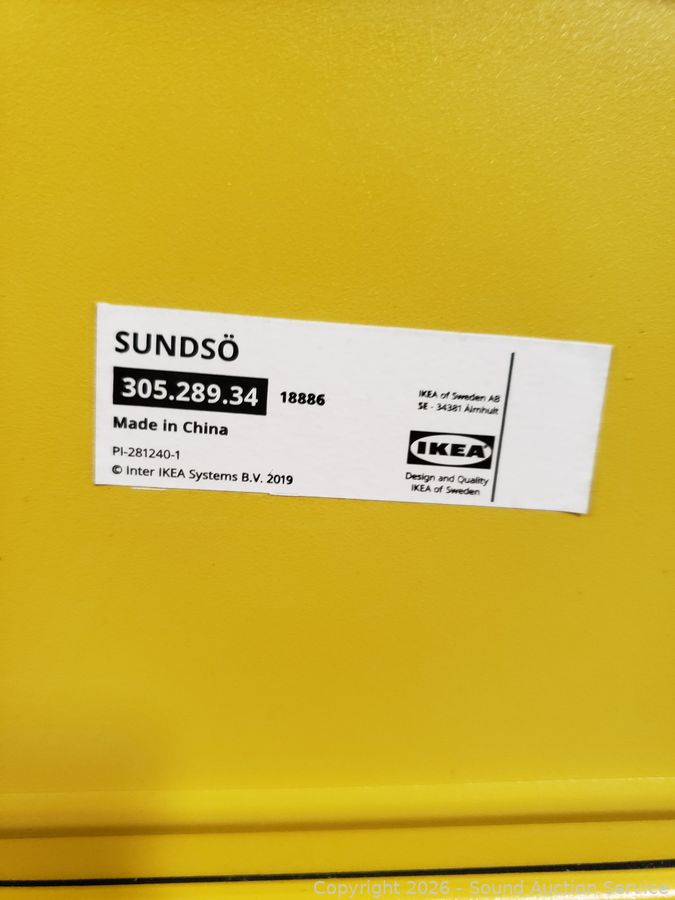 SUNDSÖ
305.289.34 18886
Made in China
PI-281240-1
© Inter IKEA Systems B.V. 2019
IKEA of Sweden AB
SE - 34381 Älmhult
IKEA
Design and Quality
IKEA of Sweden
Copyright 2026 - Sound Auction Service